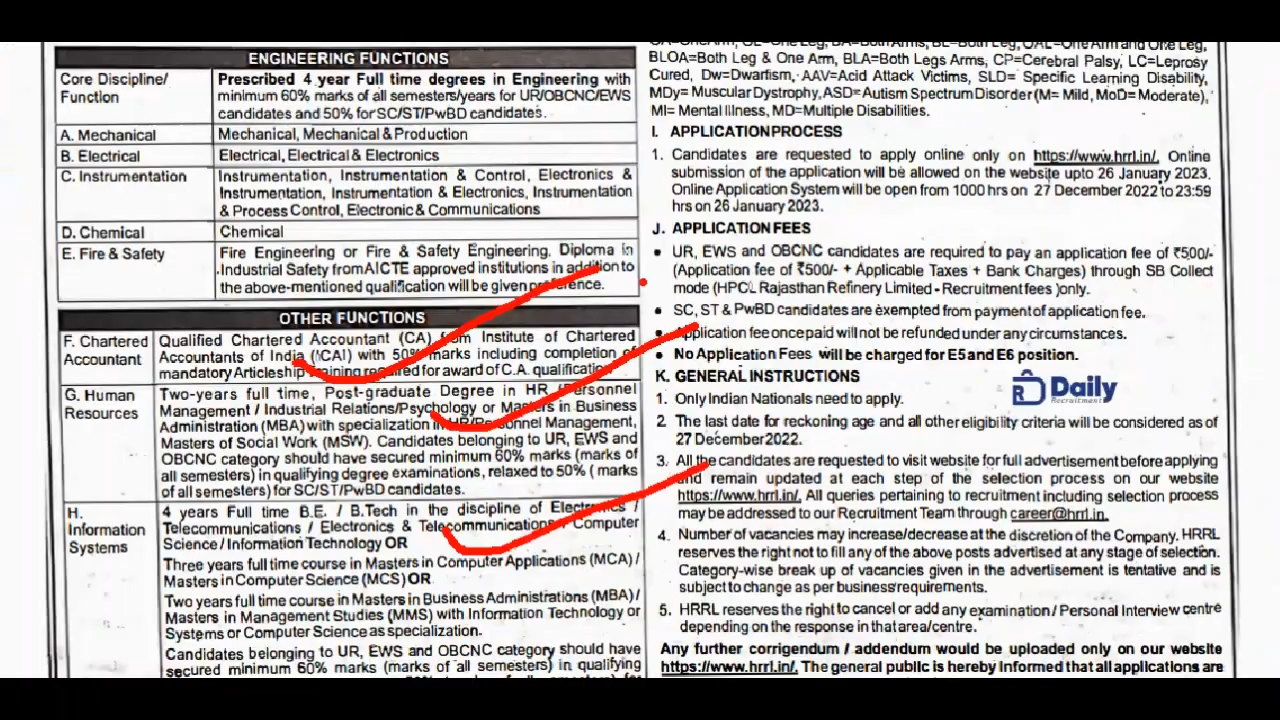 ENGINEERING FUNCTIONS
Core Discipline/
Function
Prescribed 4 year Full time degrees in Engineering with
minimum 60% marks of all semesters/years for UR/OBCNC/EWS
candidates and 50% for SC/ST/PwBD candidates.
A. Mechanical
Mechanical, Mechanical & Production
B. Electrical
Electrical, Electrical & Electronics
C. Instrumentation
Instrumentation, Instrumentation & Control, Electronics &
Instrumentation, Instrumentation & Electronics, Instrumentation
& Process Control, Electronic & Communications
D. Chemical
Chemical
E. Fire & Safety
Fire Engineering or Fire & Safety Engineering. Diploma in
Industrial Safety from AICTE approved institutions in addition to
the above-mentioned qualification will be given preference.
OTHER FUNCTIONS
F. Chartered
Accountant
Qualified Chartered Accountant (CA) from Institute of Chartered
Accountants of India (ICAI) with 50% marks including completion of
mandatory Articleship Training required for award of C.A. qualification.
G. Human
Resources
Two-years full time, Post-graduate Degree in HR /Personnel
Management / Industrial Relations/Psychology or Masters in Business
Administration (MBA) with specialization in HR/Personnel Management,
Masters of Social Work (MSW). Candidates belonging to UR, EWS and
OBCNC category should have secured minimum 60% marks (marks of
all semesters) in qualifying degree examinations, relaxed to 50% ( marks
of all semesters) for SC/ST/PwBD candidates.
H.
Information
Systems
4 years Full time B.E. / B.Tech in the discipline of Electronics /
Telecommunications / Electronics & Telecommunications / Computer
Science / Information Technology OR
Three years full time course in Masters in Computer Applications (MCA) /
Masters in Computer Science (MCS) OR
Two years full time course in Masters in Business Administrations (MBA) /
Masters in Management Studies (MMS) with Information Technology or
Systems or Computer Science as specialization.
Candidates belonging to UR, EWS and OBCNC category should have
secured minimum 60% marks (marks of all semesters) in qualifying
OA=One Arm, OL=One Leg, BA=Both Arms, BL=Both Leg, OAL=One Arm and One Leg,
BLOA=Both Leg & One Arm, BLA=Both Legs Arms, CP=Cerebral Palsy, LC=Leprosy
Cured, Dw=Dwarfism, AAV=Acid Attack Victims, SLD= Specific Learning Disability,
MDy= Muscular Dystrophy, ASD=Autism Spectrum Disorder (M= Mild, MoD= Moderate),
MI= Mental Illness, MD=Multiple Disabilities.
I. APPLICATION PROCESS
1. Candidates are requested to apply online only on https://www.hrrl.in/. Online
submission of the application will be allowed on the website upto 26 January 2023.
Online Application System will be open from 1000 hrs on 27 December 2022 to 23:59
hrs on 26 January 2023.
J. APPLICATION FEES
• UR, EWS and OBCNC candidates are required to pay an application fee of ₹500/-
(Application fee of ₹500/- + Applicable Taxes + Bank Charges) through SB Collect
mode (HPCL Rajasthan Refinery Limited - Recruitment fees )only.
• SC, ST & PwBD candidates are exempted from payment of application fee.
• Application fee once paid will not be refunded under any circumstances.
• No Application Fees will be charged for E5 and E6 position.
K. GENERAL INSTRUCTIONS
Daily
Recruitment
1. Only Indian Nationals need to apply.
2. The last date for reckoning age and all other eligibility criteria will be considered as of
27 December 2022.
3. All the candidates are requested to visit website for full advertisement before applying
and remain updated at each step of the selection process on our website
https://www.hrrl.in/. All queries pertaining to recruitment including selection process
may be addressed to our Recruitment Team through career@hrrl.in.
4. Number of vacancies may increase/decrease at the discretion of the Company. HRRL
reserves the right not to fill any of the above posts advertised at any stage of selection.
Category-wise break up of vacancies given in the advertisement is tentative and is
subject to change as per business requirements.
5. HRRL reserves the right to cancel or add any examination / Personal Interview centre
depending on the response in that area/centre.
Any further corrigendum / addendum would be uploaded only on our website
https://www.hrrl.in/. The general public is hereby informed that all applications are